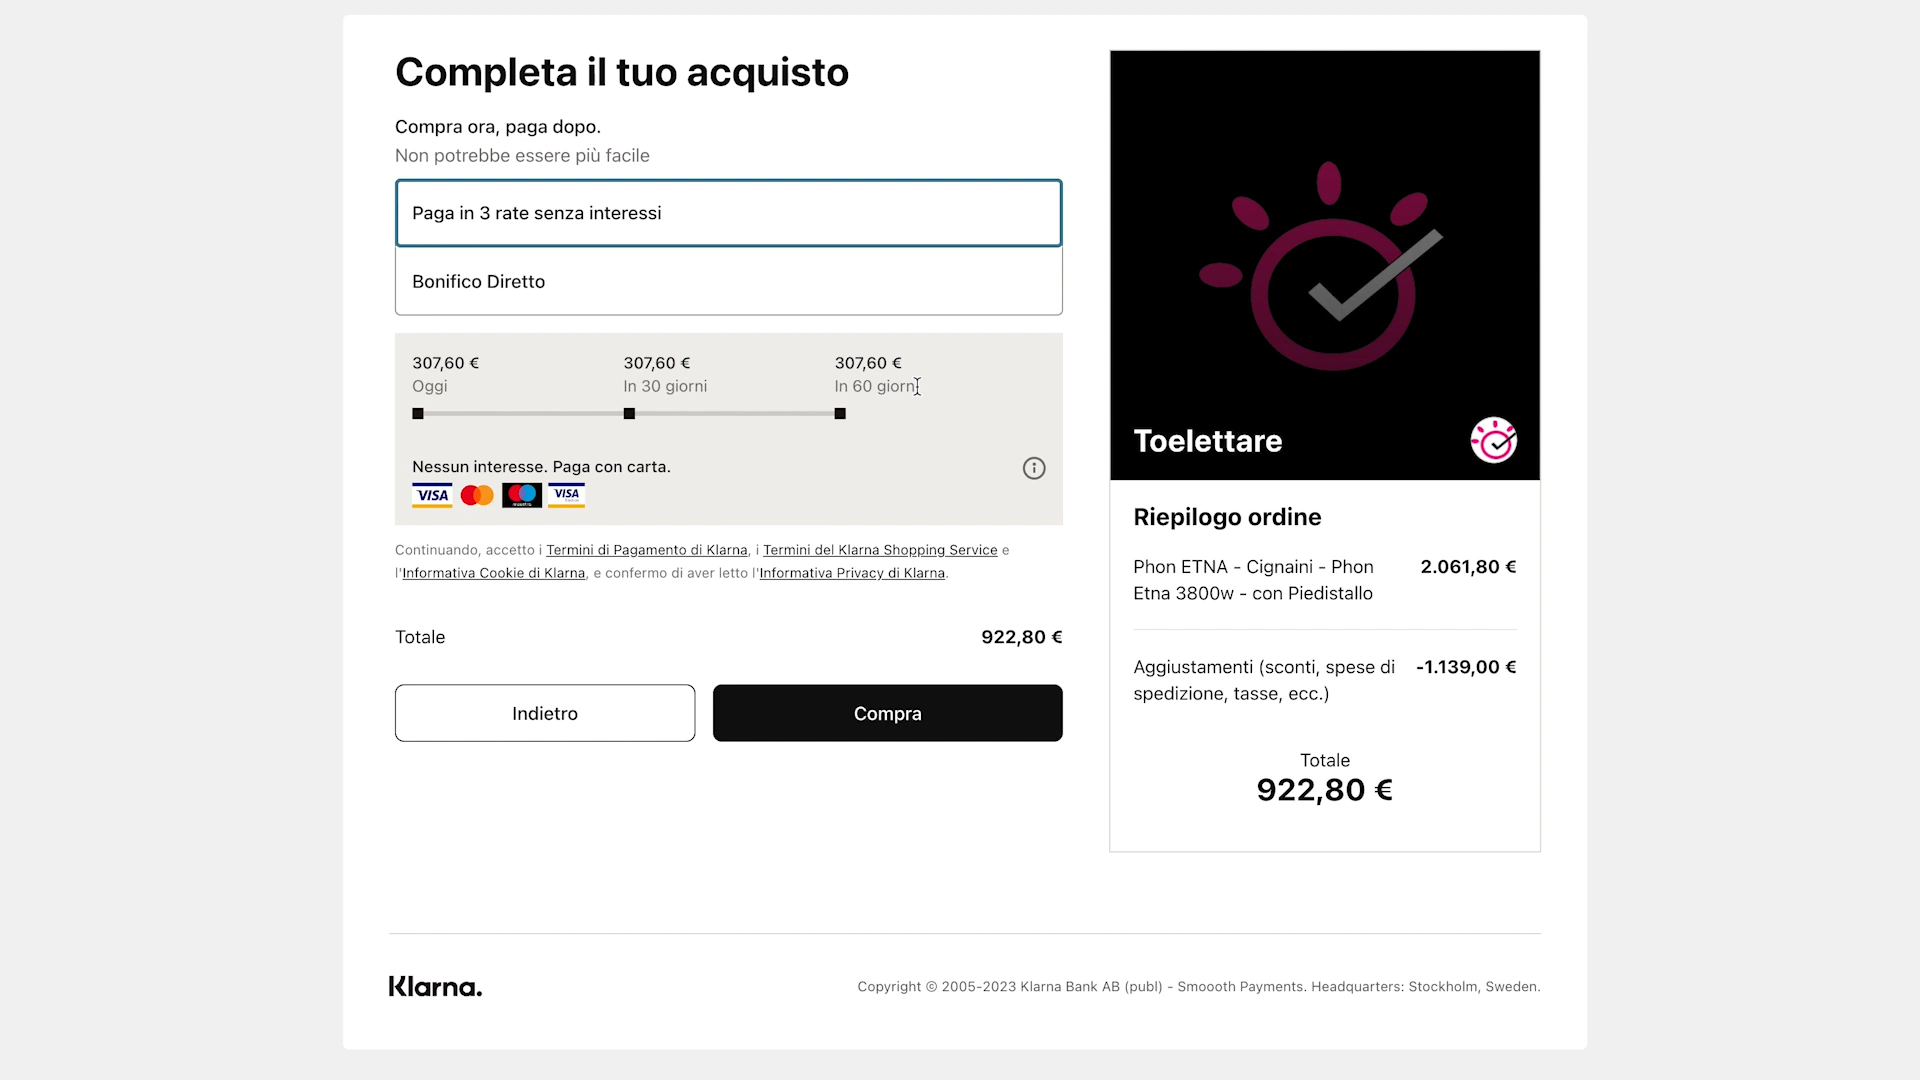 Completa il tuo acquisto
Compra ora, paga dopo.
Non potrebbe essere più facile
Paga in 3 rate senza interessi
Bonifico Diretto
307,60 €
Oggi
307,60 €
In 30 giorni
307,60 €
In 60 giorni
Nessun interesse. Paga con carta.
VISA
maestro
VISA
Continuando, accetto i Termini di Pagamento di Klarna, i Termini del Klarna Shopping Service e
l'Informativa Cookie di Klarna, e confermo di aver letto l'Informativa Privacy di Klarna.
Totale 922,80 €
Indietro
Compra
Toelettare
Riepilogo ordine
Phon ETNA - Cignaini - Phon 2.061,80 €
Etna 3800w - con Piedistallo
Aggiustamenti (sconti, spese di -1.139,00 €
spedizione, tasse, ecc.)
Totale
922,80 €
Klarna.
Copyright © 2005-2023 Klarna Bank AB (publ) - Smoooth Payments. Headquarters: Stockholm, Sweden.